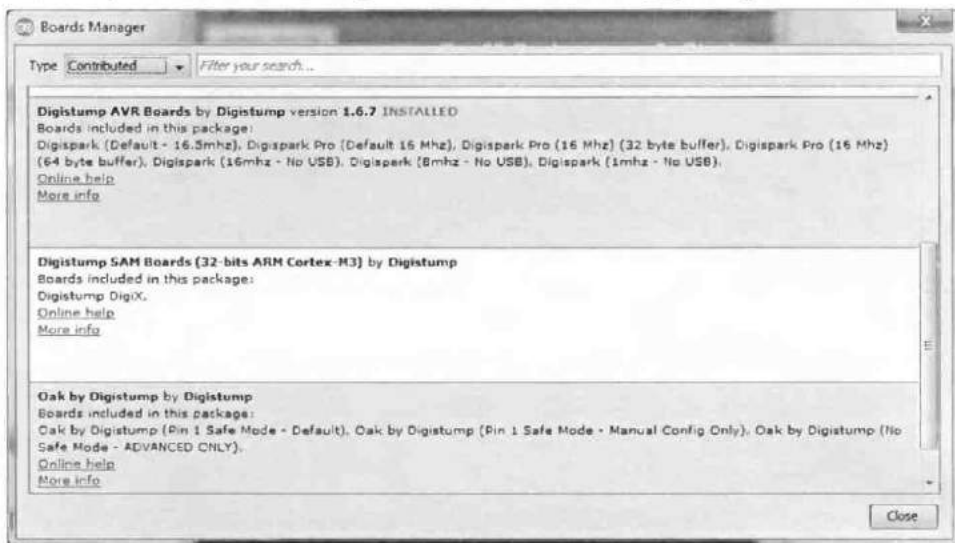 Boards Manager
Type Contributed Filter your search...
Digistump AVR Boards by Digistump version 1.6.7 INSTALLED
Boards included in this package:
Digispark (Default - 16.5mhz), Digispark Pro (Default 16 Mhz), Digispark Pro (16 Mhz) (32 byte buffer), Digispark Pro (16 Mhz)
(64 byte buffer), Digispark (16mhz - No USB), Digispark (8mhz - No USB), Digispark (1mhz - No USB).
Online help
More info
Digistump SAM Boards (32-bits ARM Cortex-M3) by Digistump
Boards included in this package:
Digistump DigiX.
Online help
More info
Oak by Digistump by Digistump
Boards included in this package:
Oak by Digistump (Pin 1 Safe Mode - Default), Oak by Digistump (Pin 1 Safe Mode - Manual Config Only), Oak by Digistump (No
Safe Mode - ADVANCED ONLY).
Online help
More info
Close